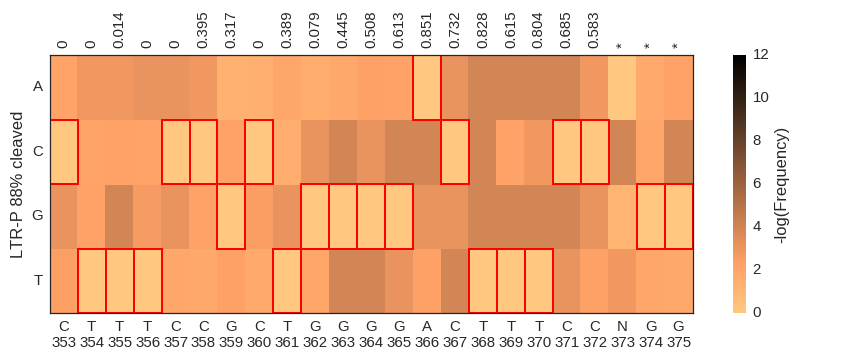 0 0 0.014 0 0 0.395 0.317 0 0.389 0.079 0.445 0.508 0.613 0.851 0.732 0.828 0.615 0.804 0.685 0.583 * * *
LTR-P 88% cleaved
A
C
G
T
C T T T C C G C T G G G G A C T T T C C N G G
353 354 355 356 357 358 359 360 361 362 363 364 365 366 367 368 369 370 371 372 373 374 375
12
10
8
6
4
2
0
-log(Frequency)